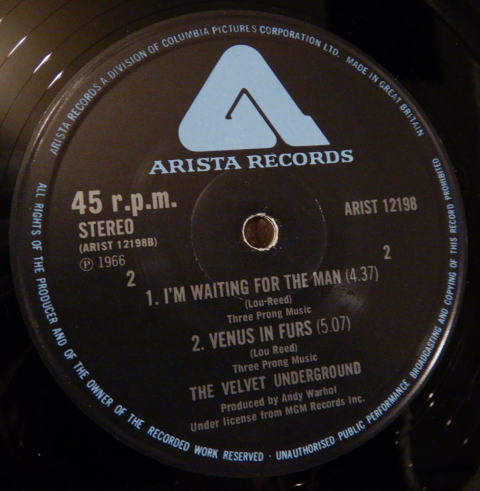 ARISTA RECORDS A DIVISION OF COLUMBIA PICTURES CORPORATION LTD. MADE IN GREAT BRITAIN
ARISTA RECORDS
45 r.p.m.
STEREO
(ARIST 12198B)
Ⓟ 1966
2
ARIST 12198
2
1. I'M WAITING FOR THE MAN (4.37)
(Lou-Reed)
Three Prong Music
2. VENUS IN FURS (5.07)
(Lou Reed)
Three Prong Music
THE VELVET UNDERGROUND
Produced by Andy Warhol
Under license from MGM Records Inc.
ALL RIGHTS OF THE PRODUCER AND OF THE OWNER OF THE RECORDED WORK RESERVED · UNAUTHORISED PUBLIC PERFORMANCE BROADCASTING AND COPYING OF THIS RECORD PROHIBITED